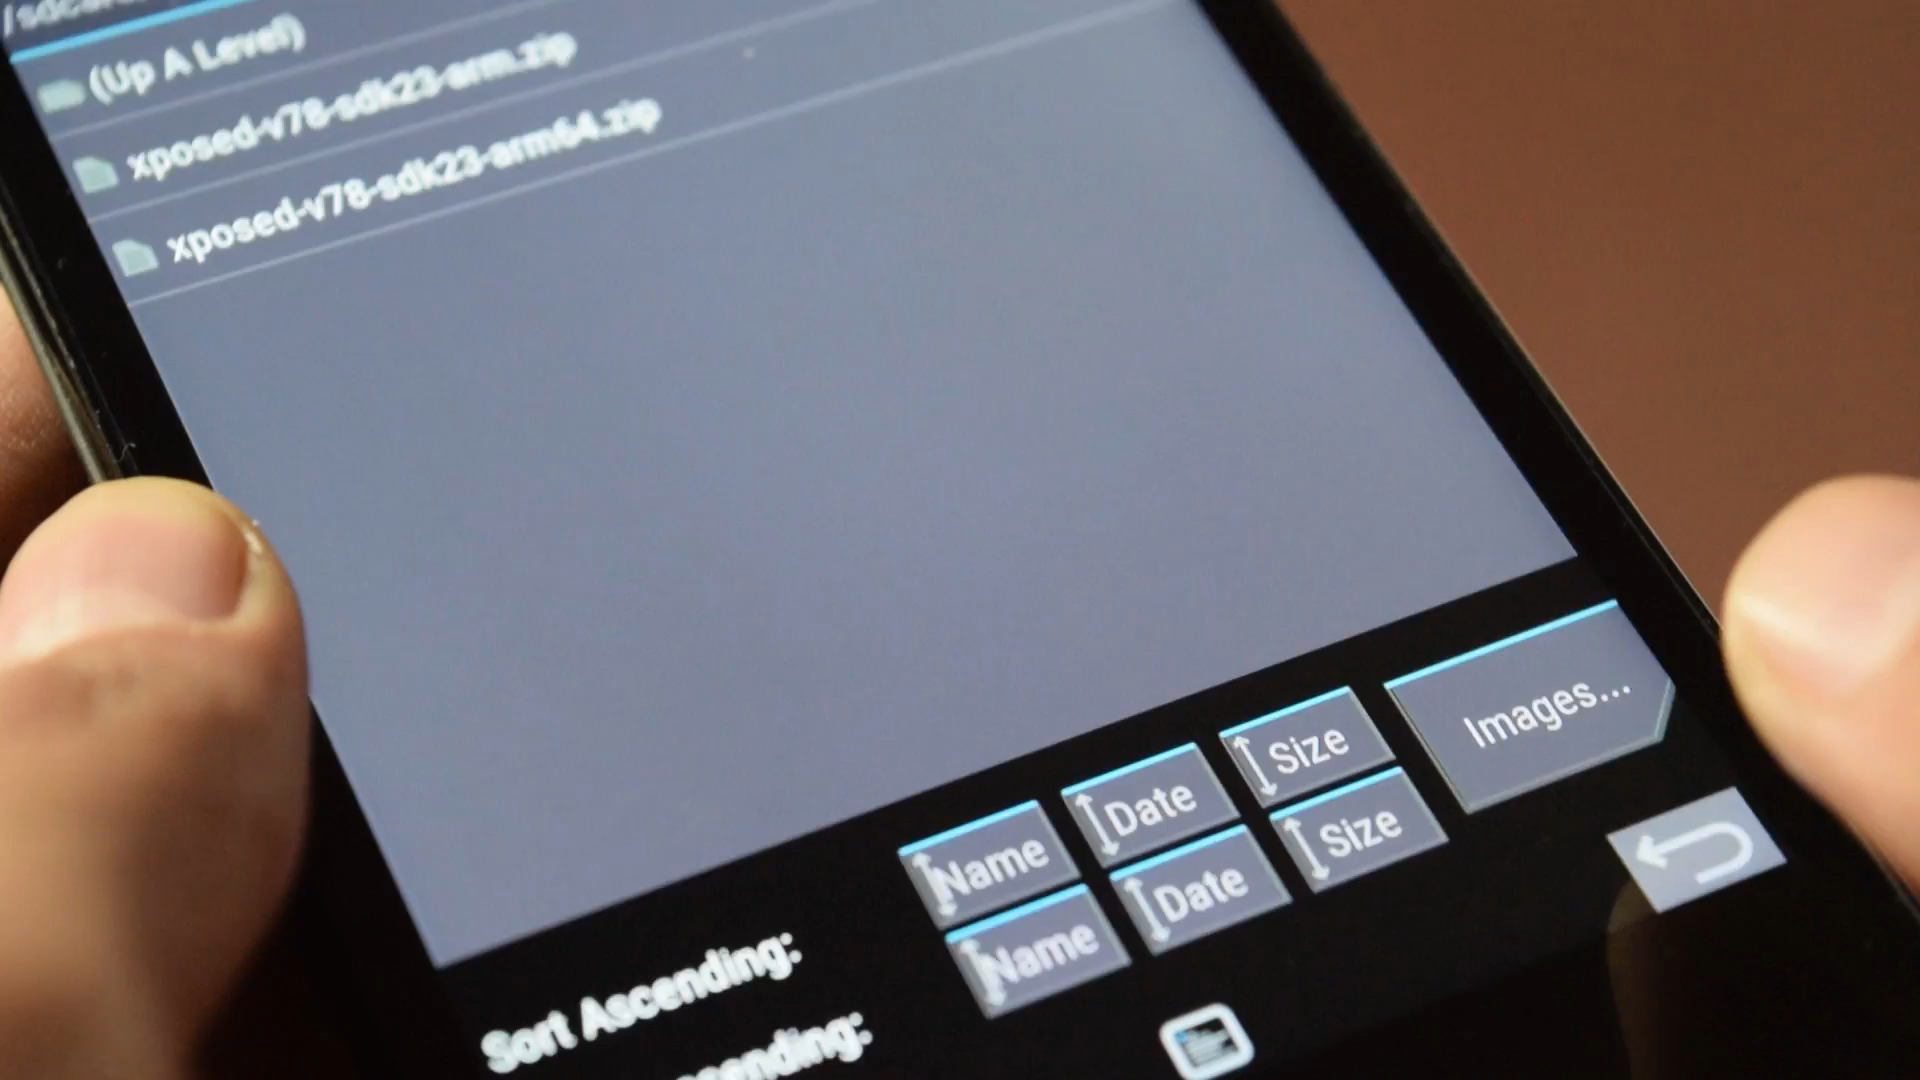 (Up A Level)
xposed-v78-sdk23-arm.zip
xposed-v78-sdk23-arm64.zip
Sort Ascending:
Name Date Size
Name Date Size
Images...